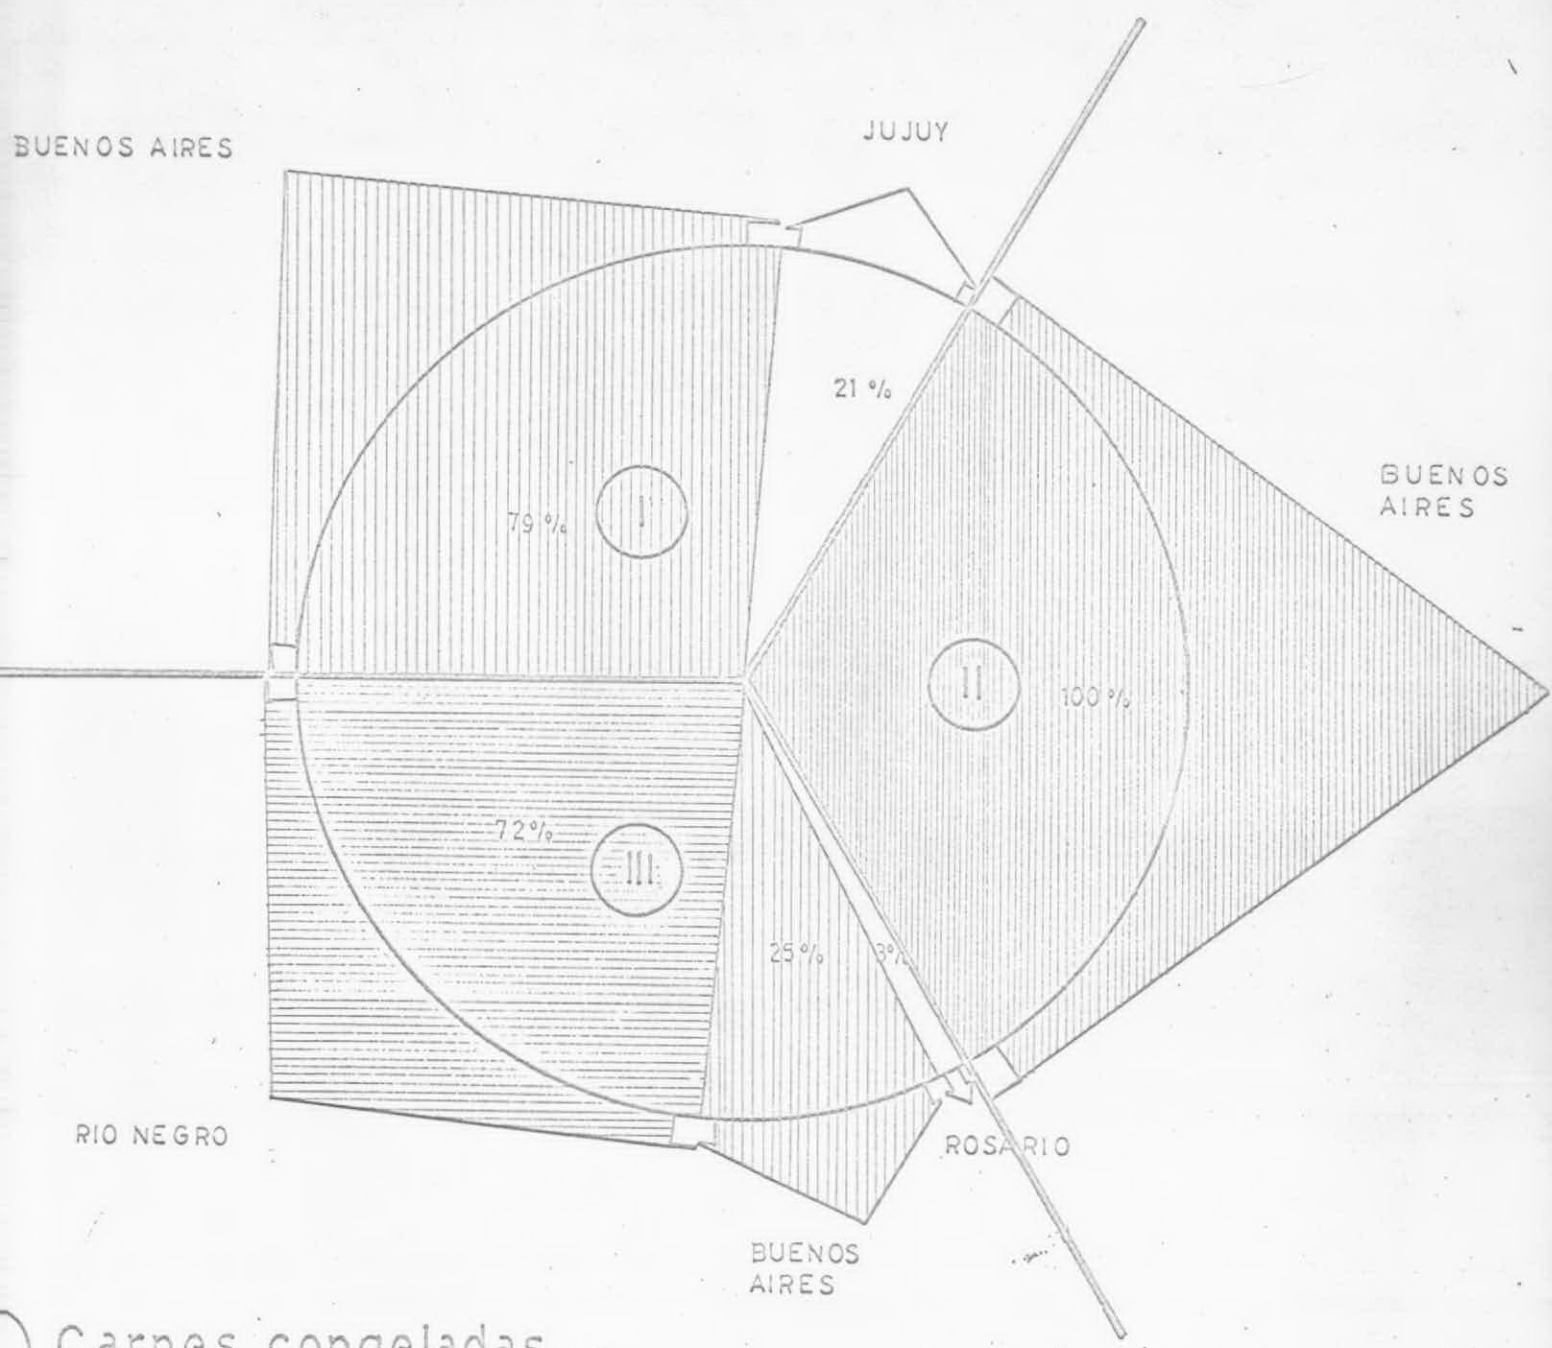 JUJUY
BUENOS AIRES
21 %
BUENOS
AIRES
I
79 %
II
100 %
72%
III
25%
3%
RIO NEGRO
ROSARIO
BUENOS
AIRES
Carnes congeladas